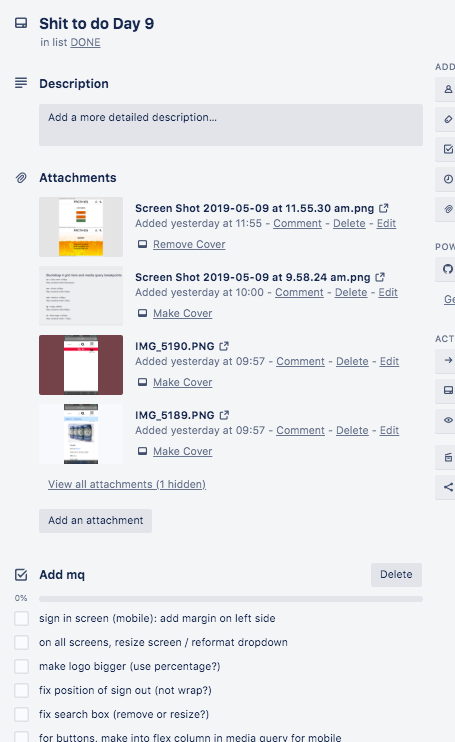 Shit to do Day 9
in list DONE
ADD
Description
Add a more detailed description...
Attachments
Screen Shot 2019-05-09 at 11.55.30 am.png
Added yesterday at 11:55 - Comment - Delete - Edit
Remove Cover
POW
Screen Shot 2019-05-09 at 9.58.24 am.png
Added yesterday at 10:00 - Comment - Delete - Edit
Ge
Make Cover
ACT
IMG_5190.PNG
Added yesterday at 09:57 - Comment - Delete - Edit
Make Cover
IMG_5189.PNG
Added yesterday at 09:57 - Comment - Delete - Edit
Make Cover
View all attachments (1 hidden)
Add an attachment
Add mq
Delete
0%
sign in screen (mobile): add margin on left side
on all screens, resize screen / reformat dropdown
make logo bigger (use percentage?)
fix position of sign out (not wrap?)
fix search box (remove or resize?)
for buttons, make into flex column in media query for mobile